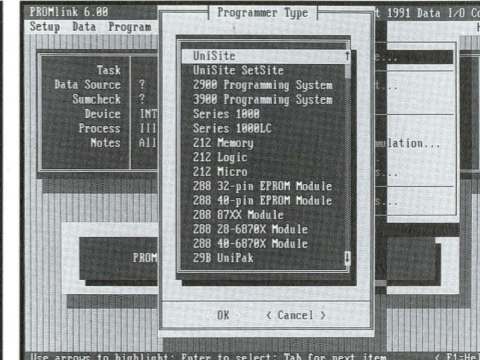 PROMlink 6.00
Programmer Type
t 1991 Data I/O Co
Setup Data Program
Task
Data Source ?
Sumcheck ?
Device INT
Process III
Notes All
UniSite
UniSite SetSite
2900 Programming System
3900 Programming System
Series 1000
Series 1000LC
212 Memory
212 Logic
212 Micro
288 32-pin EPROM Module
288 40-pin EPROM Module
288 87XX Module
288 28-6870X Module
288 40-6870X Module
29B UniPak
e...
t...
mulation...
s...
s...
PROM
OK < Cancel >
Use arrows to highlight; Enter to select; Tab for next item < F1=He